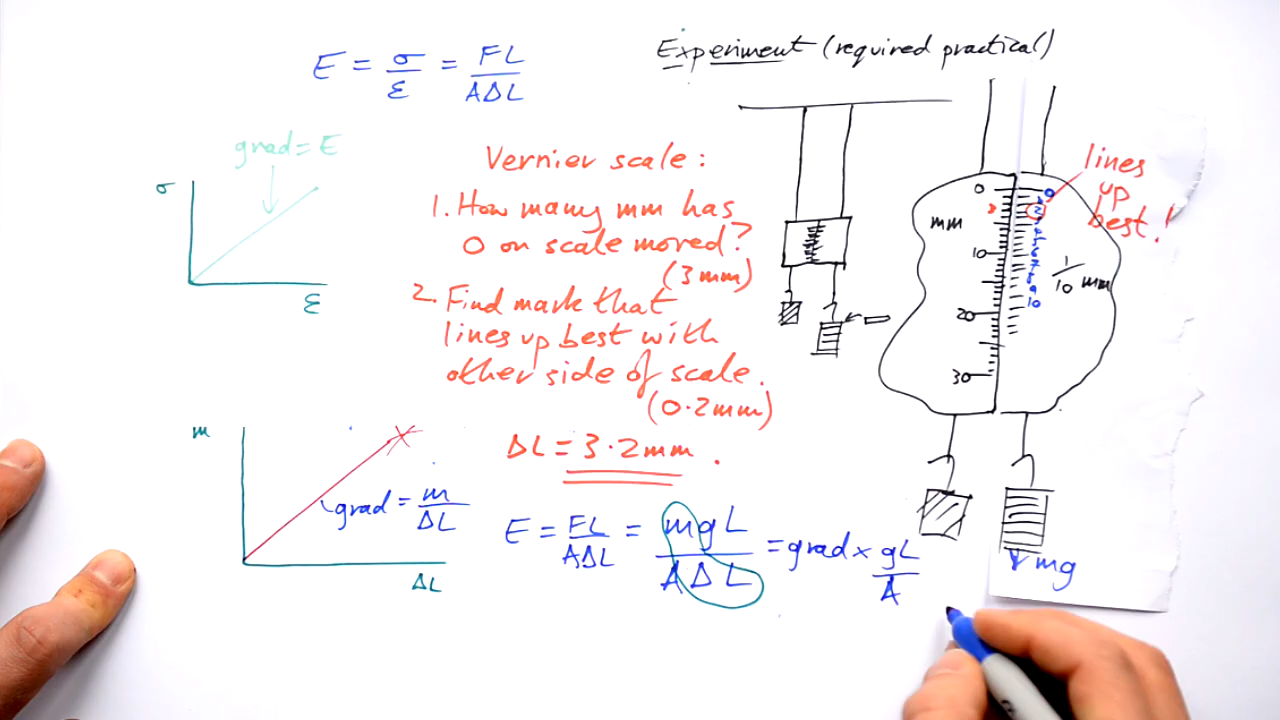 Experiment (required practical)
E = σ/ε = FL/AΔL
grad = E
σ
ε
Vernier scale:
1. How many mm has
0 on scale moved?
(3mm)
2. Find mark that
lines up best with
other side of scale.
(0.2mm)
ΔL = 3.2mm.
lines
up
best!
0
0
mm
10
20
30
1/10 mm
10
m
grad = m/ΔL
ΔL
E = FL/AΔL = mgL/AΔL = grad × gL/A
mg